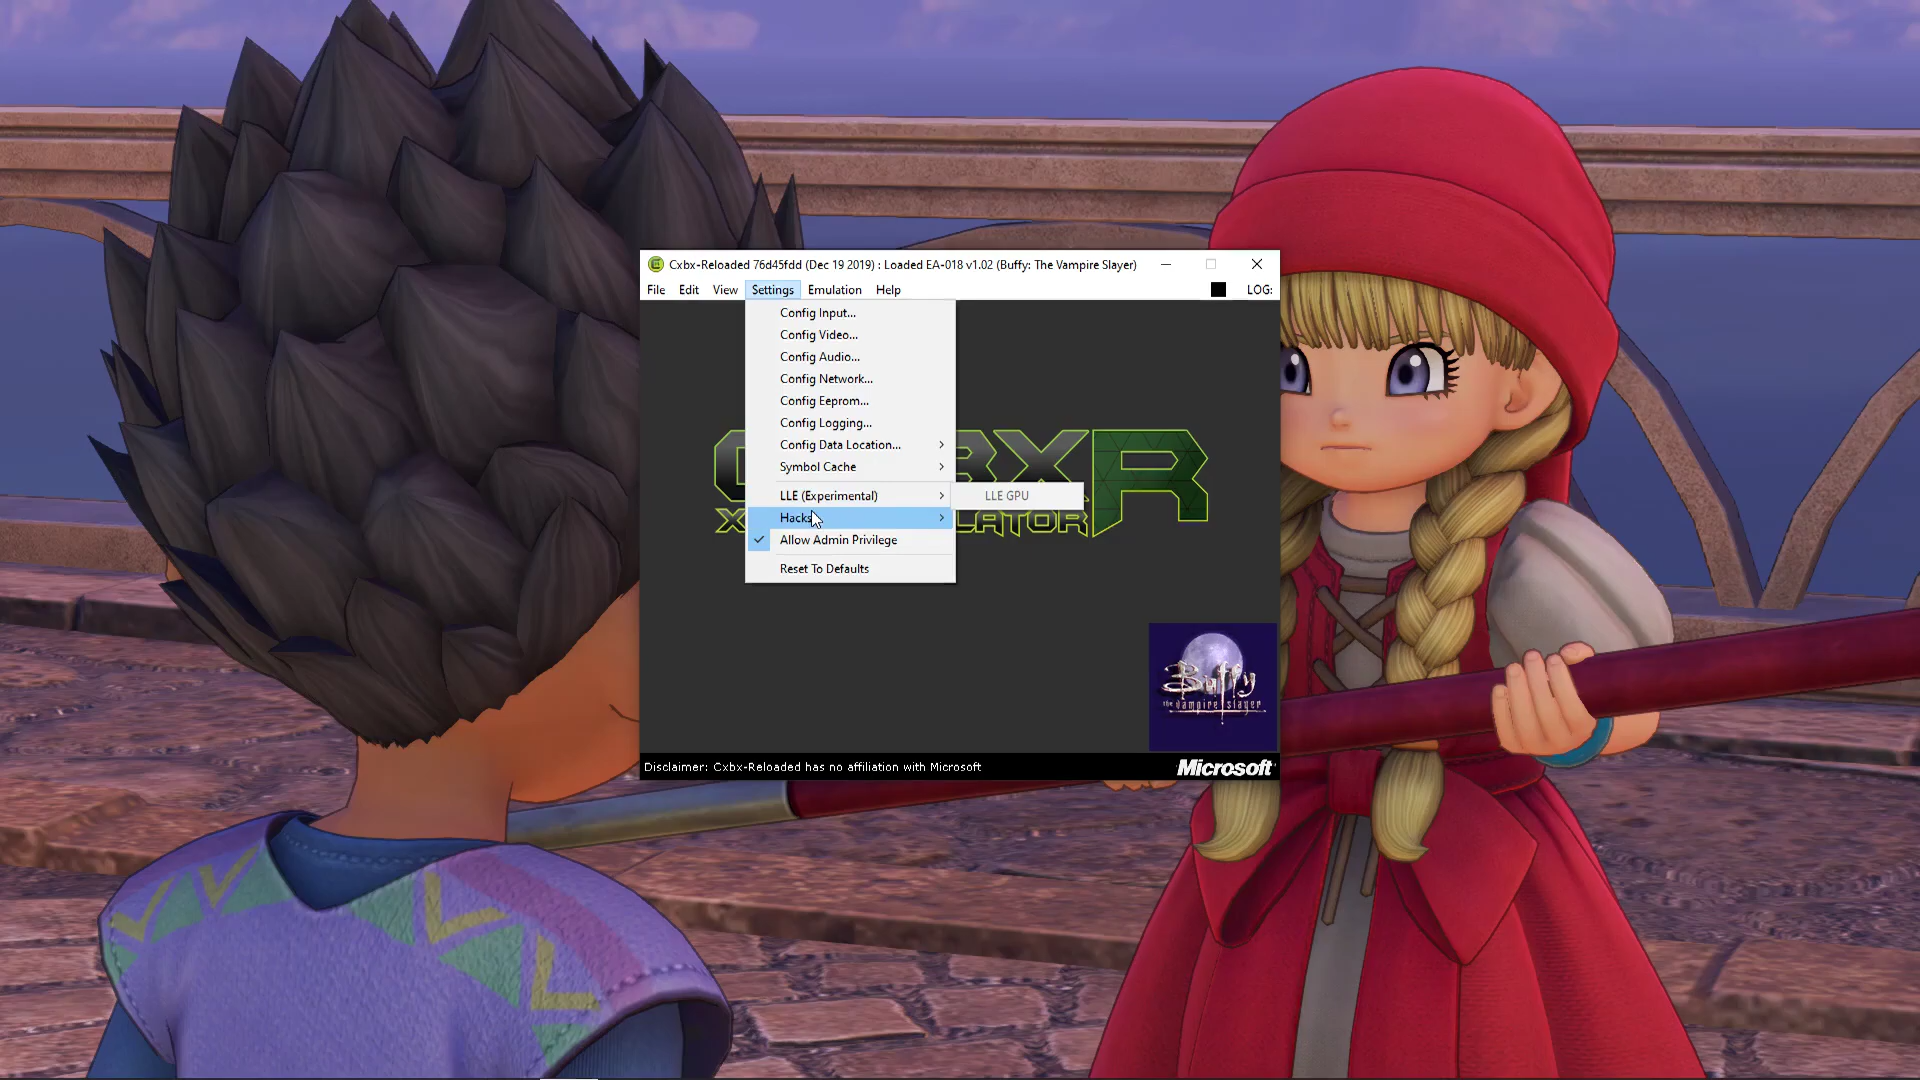 Cxbx-Reloaded 76d45fdd (Dec 19 2019) : Loaded EA-018 v1.02 (Buffy: The Vampire Slayer)
File Edit View Settings Emulation Help LOG:
Config Input...
Config Video...
Config Audio...
Config Network...
Config Eeprom...
Config Logging...
Config Data Location...
Symbol Cache
LLE (Experimental) LLE GPU
Hacks
Allow Admin Privilege
Reset To Defaults
Buffy
the vampire slayer
Disclaimer: Cxbx-Reloaded has no affiliation with Microsoft
Microsoft